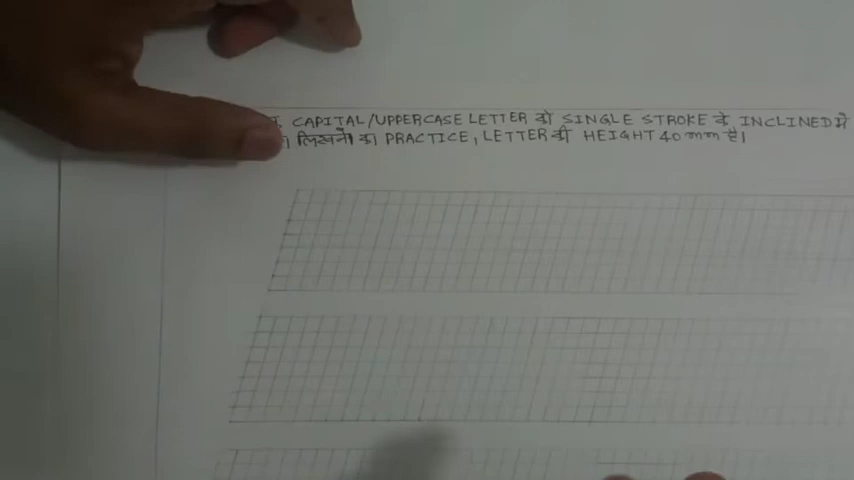 CAPITAL/UPPERCASE LETTER को SINGLE STROKE के INCLINED में
लिखने का PRACTICE, LETTER की HEIGHT 40 mm है।